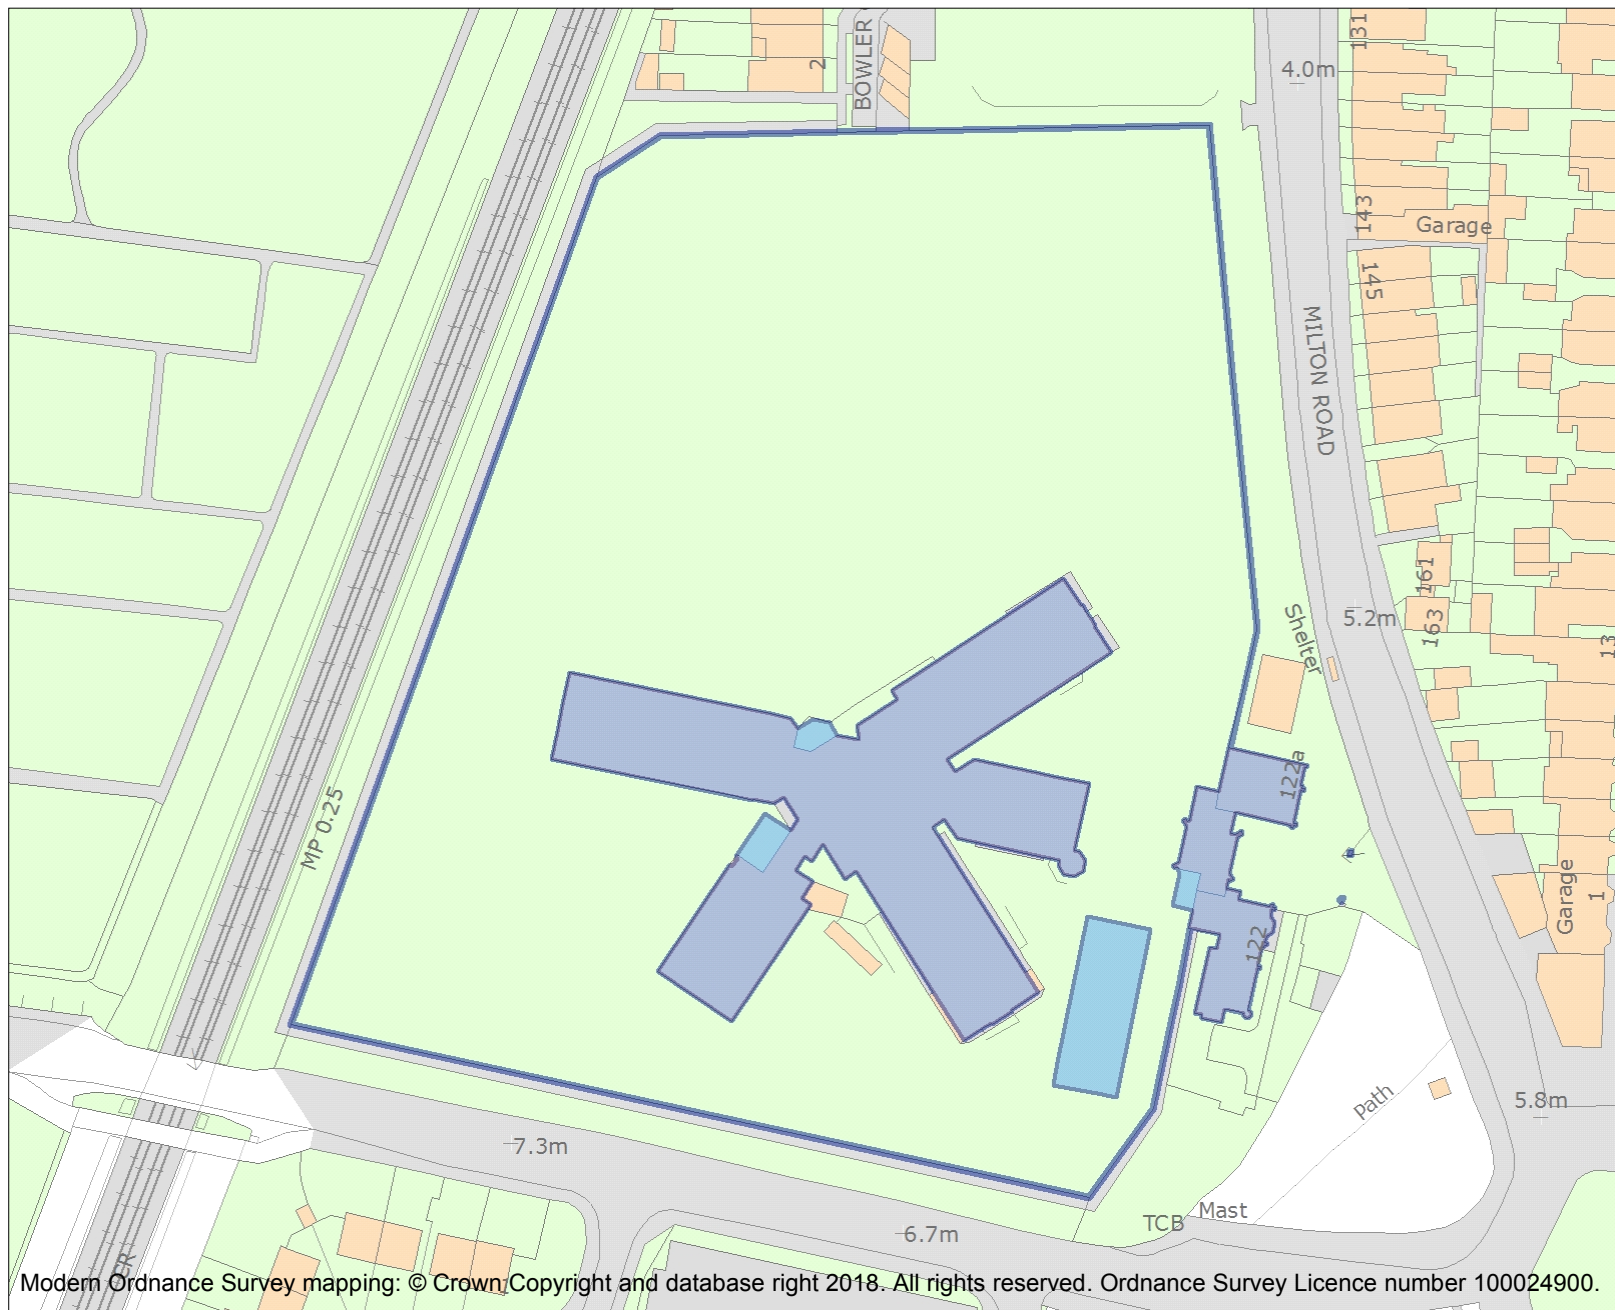 2
BOWLER
131
4.0m
143
Garage
145
MILTON ROAD
161
163
5.2m
Shelter
13
122a
MP 0.25
122
Garage
1
Path
5.8m
7.3m
TCB
Mast
6.7m
CR
Modern Ordnance Survey mapping: © Crown Copyright and database right 2018. All rights reserved. Ordnance Survey Licence number 100024900.